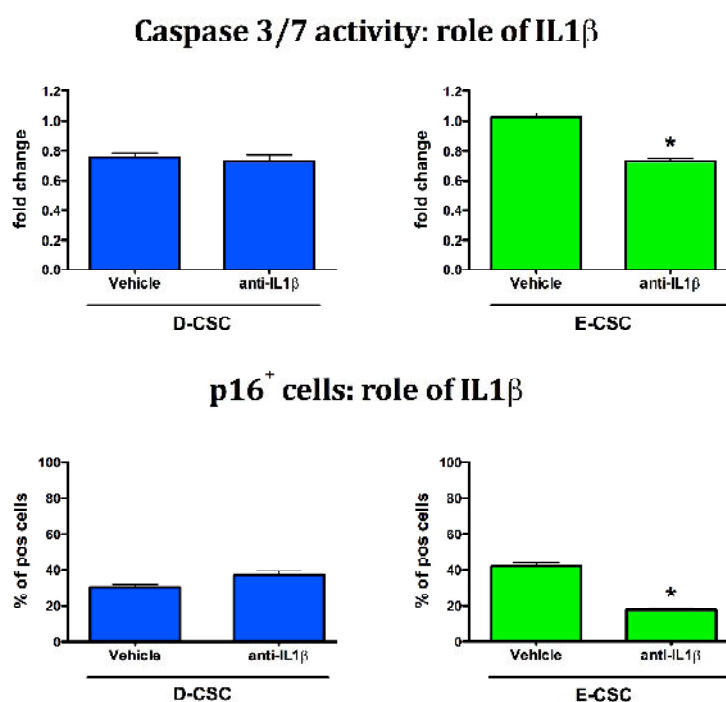 Caspase 3/7 activity: role of IL1β
fold change
1.2
1.0
0.8
0.6
0.4
0.2
0.0
Vehicle anti-IL1β
D-CSC
fold change
1.2
1.0
0.8
0.6
0.4
0.2
0.0
*
Vehicle anti-IL1β
E-CSC
p16⁺ cells: role of IL1β
% of pos cells
100
80
60
40
20
0
Vehicle anti-IL1β
D-CSC
% of pos cells
100
80
60
40
20
0
*
Vehicle anti-IL1β
E-CSC